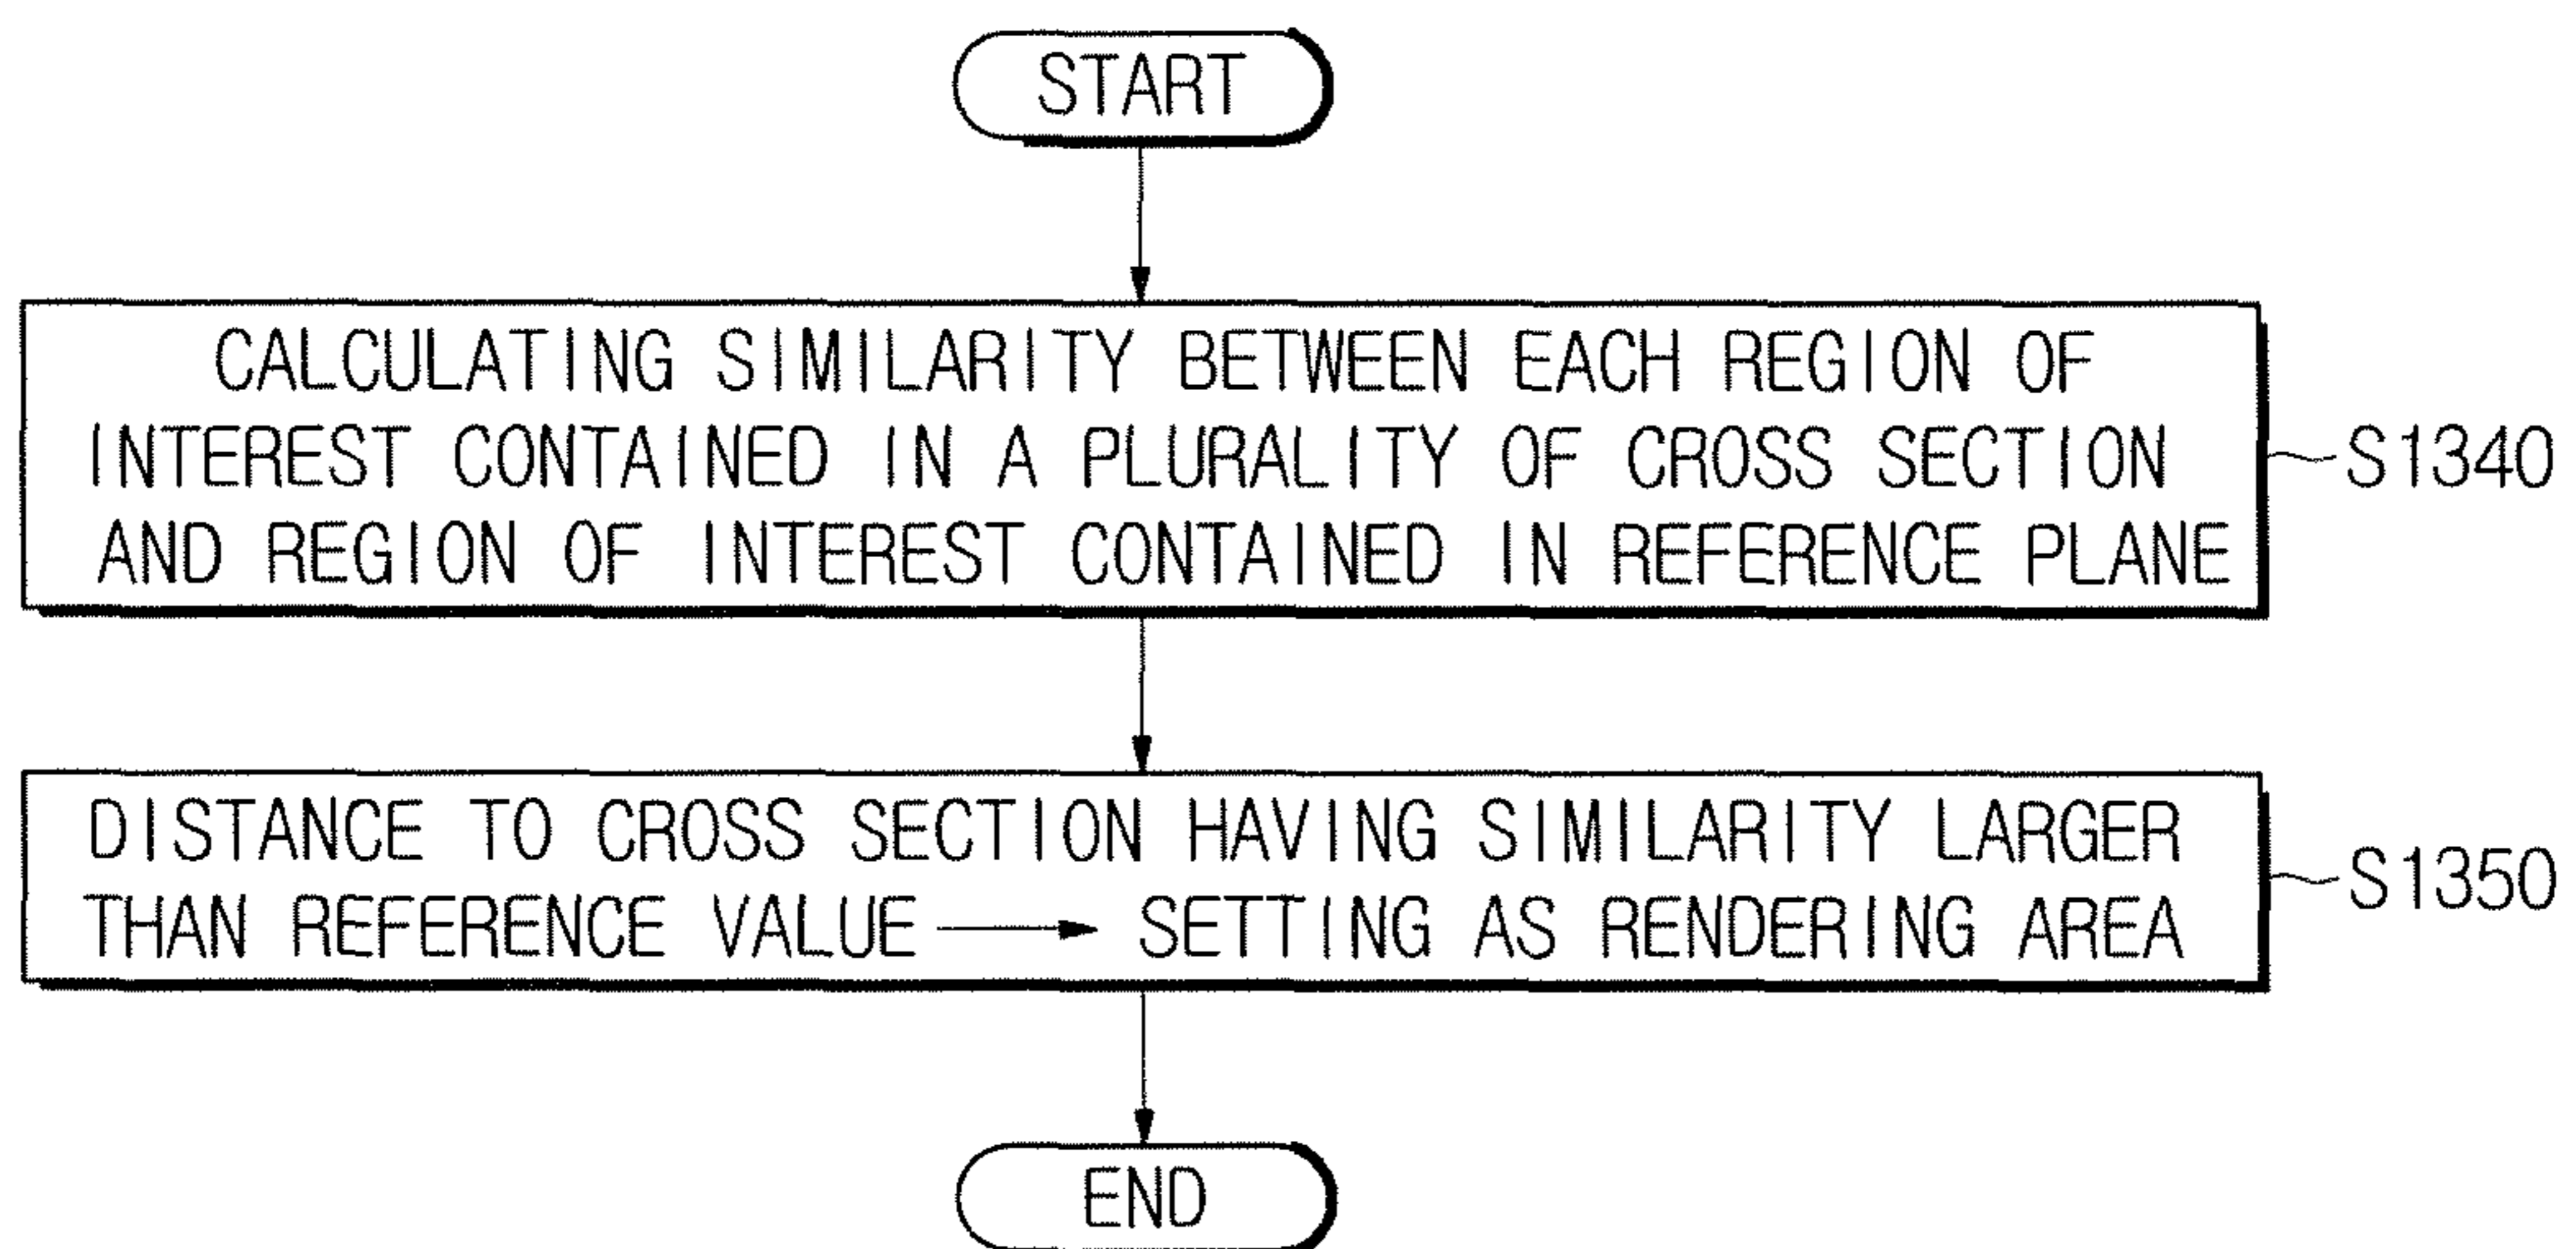 START
CALCULATING SIMILARITY BETWEEN EACH REGION OF
INTEREST CONTAINED IN A PLURALITY OF CROSS SECTION
AND REGION OF INTEREST CONTAINED IN REFERENCE PLANE
S1340
DISTANCE TO CROSS SECTION HAVING SIMILARITY LARGER
THAN REFERENCE VALUE → SETTING AS RENDERING AREA
S1350
END